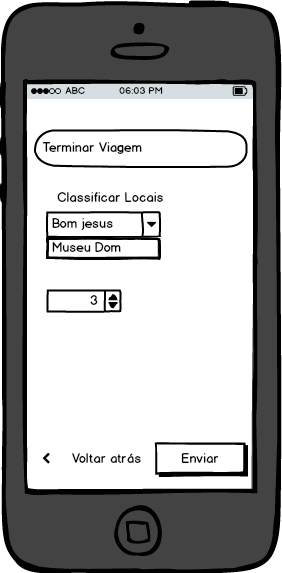 ABC 06:03 PM
Terminar Viagem
Classificar Locais
Bom jesus
Museu Dom
3
Voltar atrás Enviar